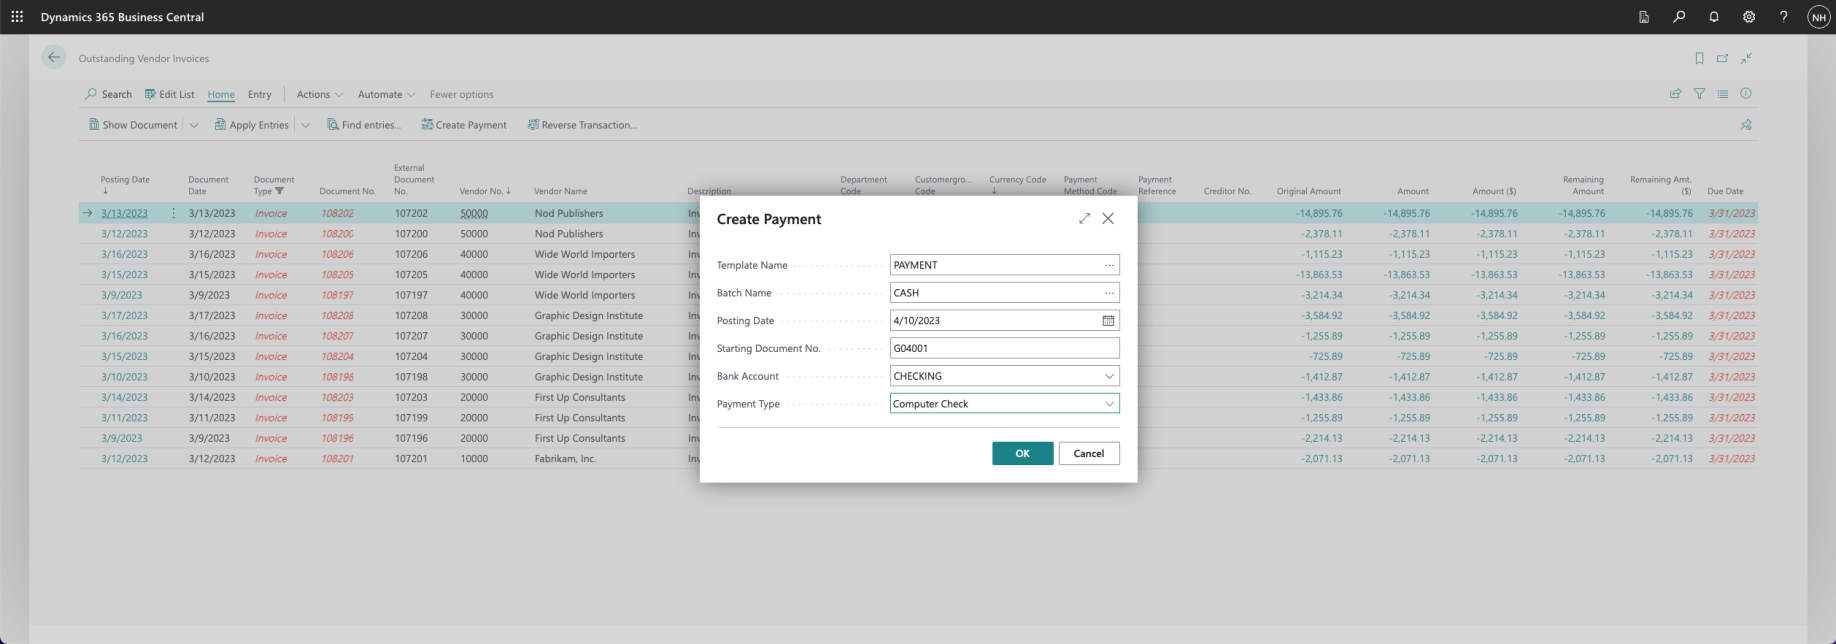 Dynamics 365 Business Central
NH
Outstanding Vendor Invoices
Search Edit List Home Entry Actions Automate Fewer options
Show Document Apply Entries Find entries... Create Payment Reverse Transaction...
Posting Date ↓ Document Date Document Type External Document No. Document No. Vendor No. ↓ Vendor Name Description Department Code Customergro... Code Currency Code ↓ Payment Method Code Payment Reference Creditor No. Original Amount Amount Amount ($) Remaining Amount Remaining Amt. ($) Due Date
3/13/2023 3/13/2023 Invoice 108202 107202 50000 Nod Publishers Inv -14,895.76 -14,895.76 -14,895.76 -14,895.76 -14,895.76 3/31/2023
3/12/2023 3/12/2023 Invoice 108200 107200 50000 Nod Publishers Inv -2,378.11 -2,378.11 -2,378.11 -2,378.11 -2,378.11 3/31/2023
3/16/2023 3/16/2023 Invoice 108206 107206 40000 Wide World Importers Inv -1,115.23 -1,115.23 -1,115.23 -1,115.23 -1,115.23 3/31/2023
3/15/2023 3/15/2023 Invoice 108205 107205 40000 Wide World Importers Inv -13,863.53 -13,863.53 -13,863.53 -13,863.53 -13,863.53 3/31/2023
3/9/2023 3/9/2023 Invoice 108197 107197 40000 Wide World Importers Inv -3,214.34 -3,214.34 -3,214.34 -3,214.34 -3,214.34 3/31/2023
3/17/2023 3/17/2023 Invoice 108208 107208 30000 Graphic Design Institute Inv -3,584.92 -3,584.92 -3,584.92 -3,584.92 -3,584.92 3/31/2023
3/16/2023 3/16/2023 Invoice 108207 107207 30000 Graphic Design Institute Inv -1,255.89 -1,255.89 -1,255.89 -1,255.89 -1,255.89 3/31/2023
3/15/2023 3/15/2023 Invoice 108204 107204 30000 Graphic Design Institute Inv -725.89 -725.89 -725.89 -725.89 -725.89 3/31/2023
3/10/2023 3/10/2023 Invoice 108198 107198 30000 Graphic Design Institute Inv -1,412.87 -1,412.87 -1,412.87 -1,412.87 -1,412.87 3/31/2023
3/14/2023 3/14/2023 Invoice 108203 107203 20000 First Up Consultants Inv -1,433.86 -1,433.86 -1,433.86 -1,433.86 -1,433.86 3/31/2023
3/11/2023 3/11/2023 Invoice 108199 107199 20000 First Up Consultants Inv -1,255.89 -1,255.89 -1,255.89 -1,255.89 -1,255.89 3/31/2023
3/9/2023 3/9/2023 Invoice 108196 107196 20000 First Up Consultants Inv -2,214.13 -2,214.13 -2,214.13 -2,214.13 -2,214.13 3/31/2023
3/12/2023 3/12/2023 Invoice 108201 107201 10000 Fabrikam, Inc. Inv -2,071.13 -2,071.13 -2,071.13 -2,071.13 -2,071.13 3/31/2023
Create Payment
Template Name PAYMENT
Batch Name CASH
Posting Date 4/10/2023
Starting Document No. G04001
Bank Account CHECKING
Payment Type Computer Check
OK Cancel